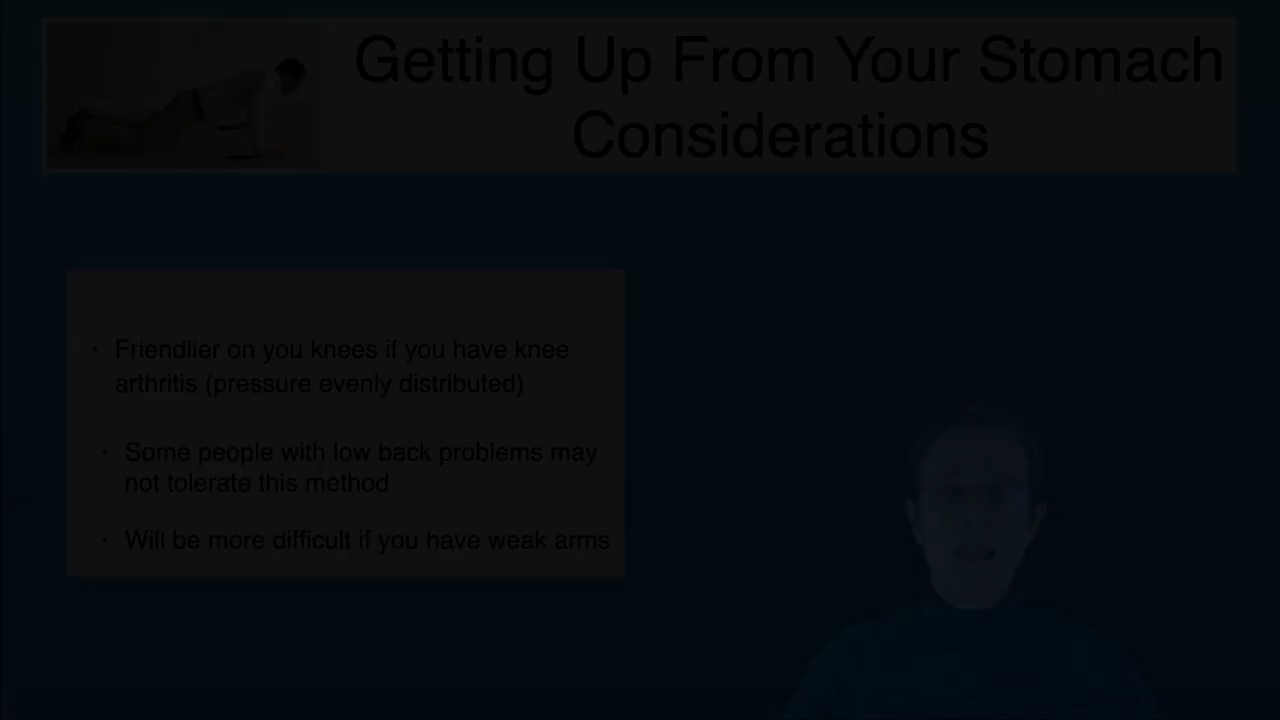 Getting Up From Your Stomach
Considerations
· Friendlier on you knees if you have knee
arthritis (pressure evenly distributed)
· Some people with low back problems may
not tolerate this method
· Will be more difficult if you have weak arms